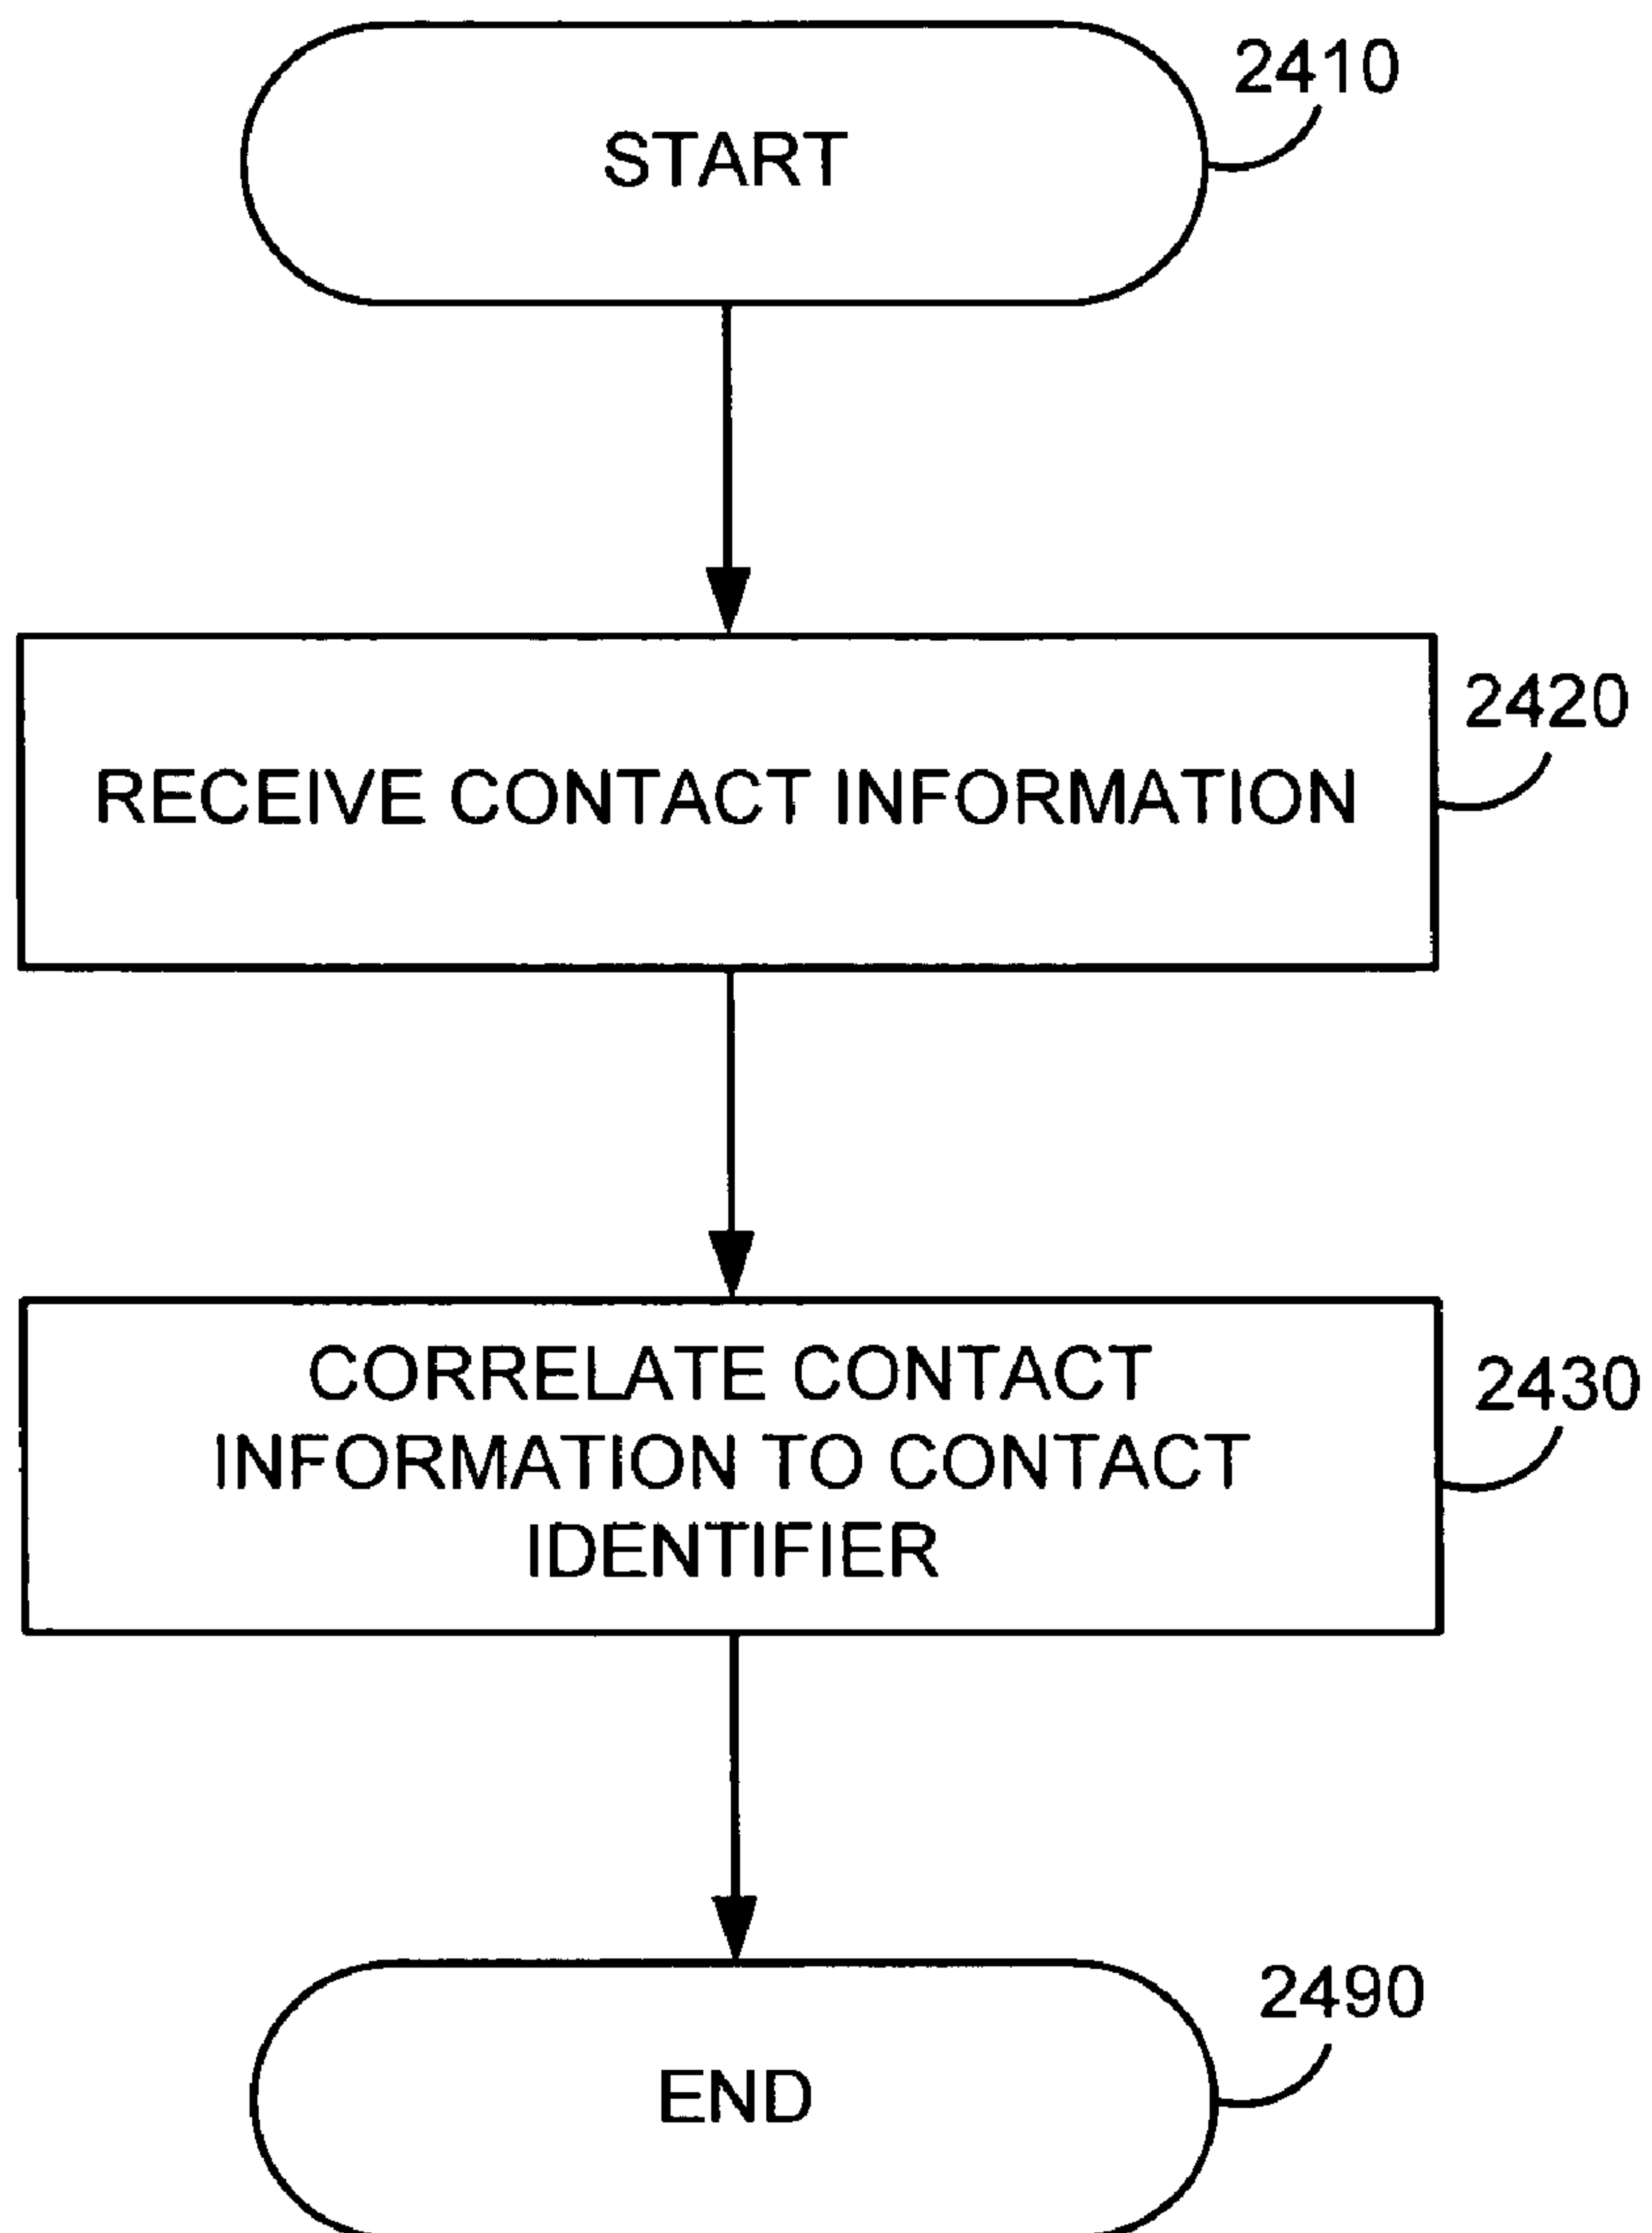 2410
START
2420
RECEIVE CONTACT INFORMATION
2430
CORRELATE CONTACT
INFORMATION TO CONTACT
IDENTIFIER
2490
END